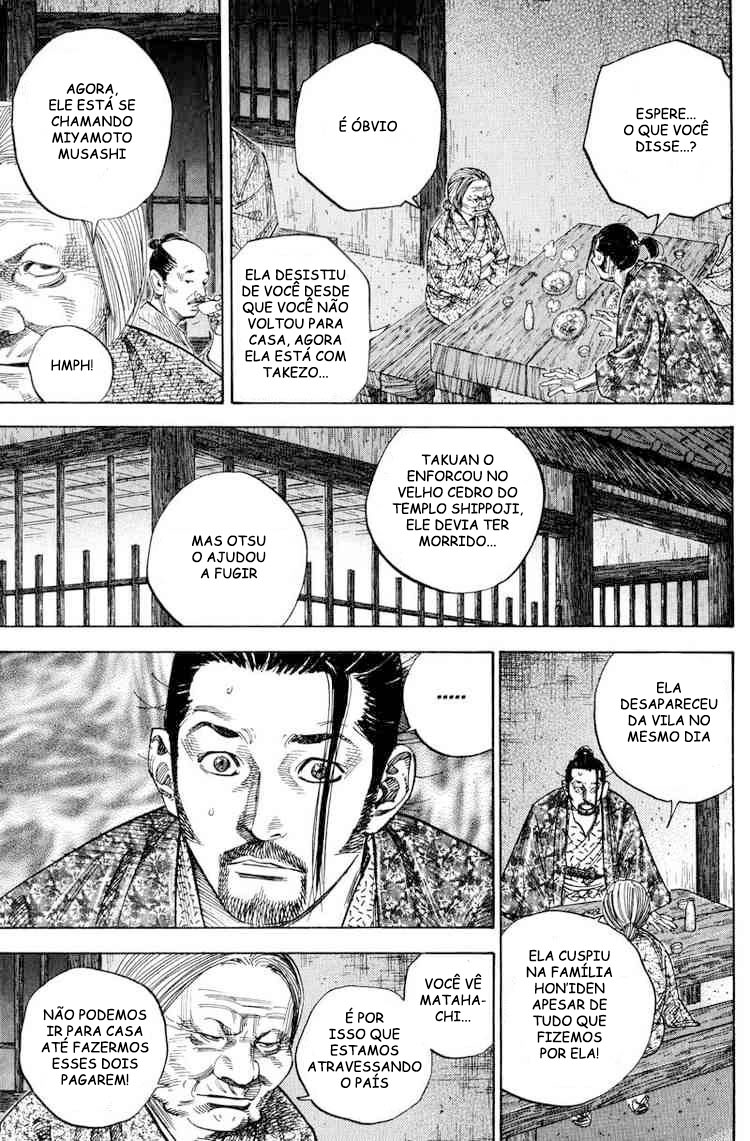 ESPERE...
O QUE VOCÊ
DISSE...?
É ÓBVIO
ELA DESISTIU
DE VOCÊ DESDE
QUE VOCÊ NÃO
VOLTOU PARA
CASA, AGORA
ELA ESTÁ COM
TAKEZO...
AGORA,
ELE ESTÁ SE
CHAMANDO
MIYAMOTO
MUSASHI
HMPH!
TAKUAN O
ENFORCOU NO
VELHO CEDRO DO
TEMPLO SHIPPOJI,
ELE DEVIA TER
MORRIDO...
MAS OTSU
O AJUDOU
A FUGIR
ELA
DESAPARECEU
DA VILA NO
MESMO DIA
ELA CUSPIU
NA FAMÍLIA
HON'IDEN
APESAR DE
TUDO QUE
FIZEMOS
POR ELA!
.....
VOCÊ VÊ
MATAHA-
CHI...
É POR
ISSO QUE
ESTAMOS
ATRAVESSANDO
O PAÍS
NÃO PODEMOS
IR PARA CASA
ATÉ FAZERMOS
ESSES DOIS
PAGAREM!